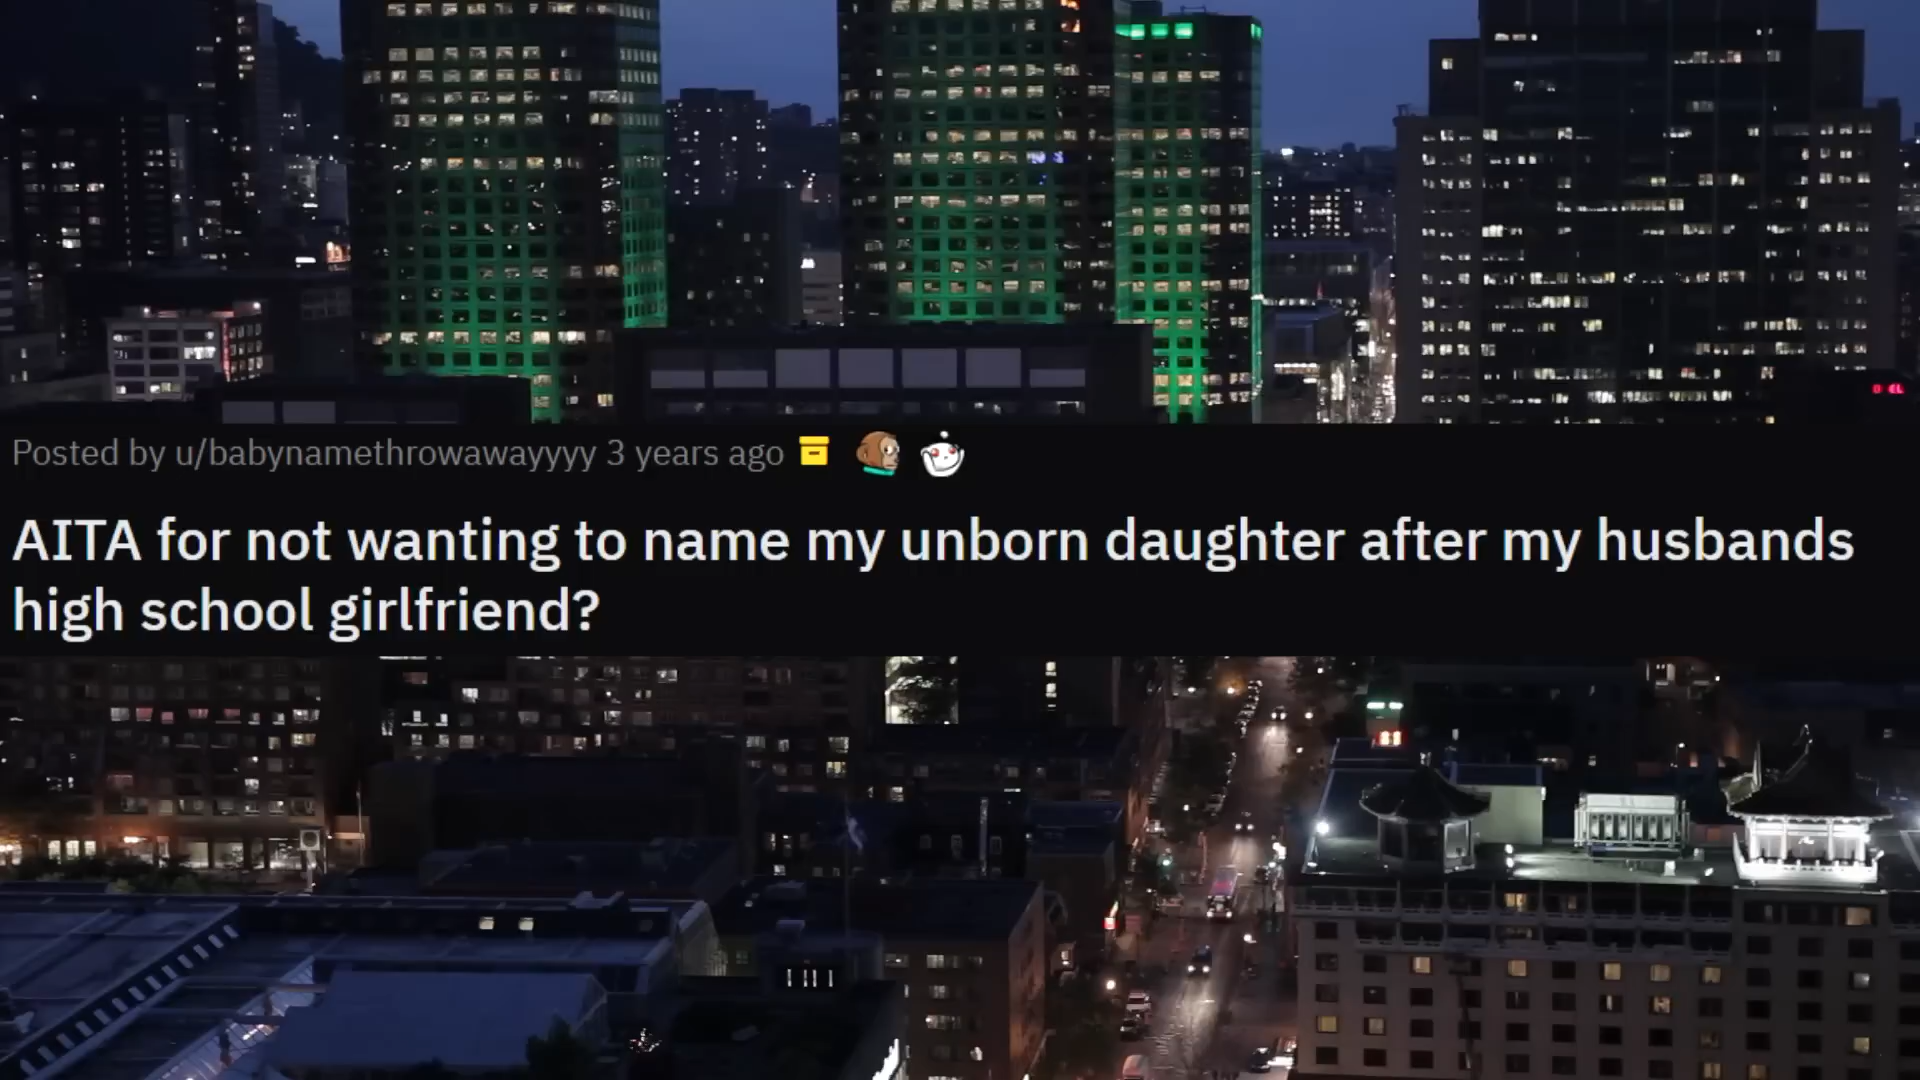 Posted by u/babynamethrowawayyyy 3 years ago
AITA for not wanting to name my unborn daughter after my husbands
high school girlfriend?